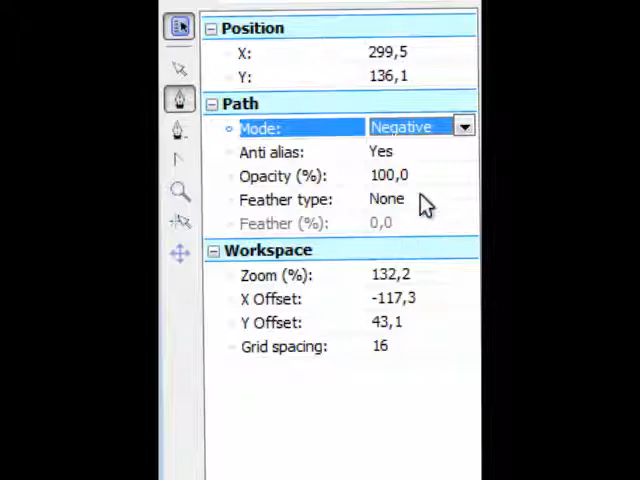 Position
X: 299,5
Y: 136,1
Path
Mode: Negative
Anti alias: Yes
Opacity (%): 100,0
Feather type: None
Feather (%): 0,0
Workspace
Zoom (%): 132,2
X Offset: -117,3
Y Offset: 43,1
Grid spacing: 16